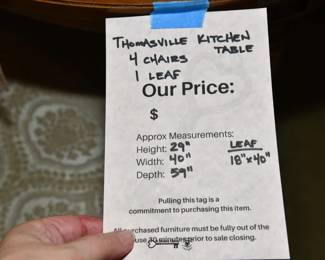 THOMASVILLE KITCHEN
TABLE
4 CHAIRS
1 LEAF
Our Price:
$
Approx Measurements:
Height: 29" LEAF
Width: 40" 18"x40"
Depth: 59"
Pulling this tag is a
commitment to purchasing this item.
All purchased furniture must be fully out of the
30 minutes prior to sale closing.